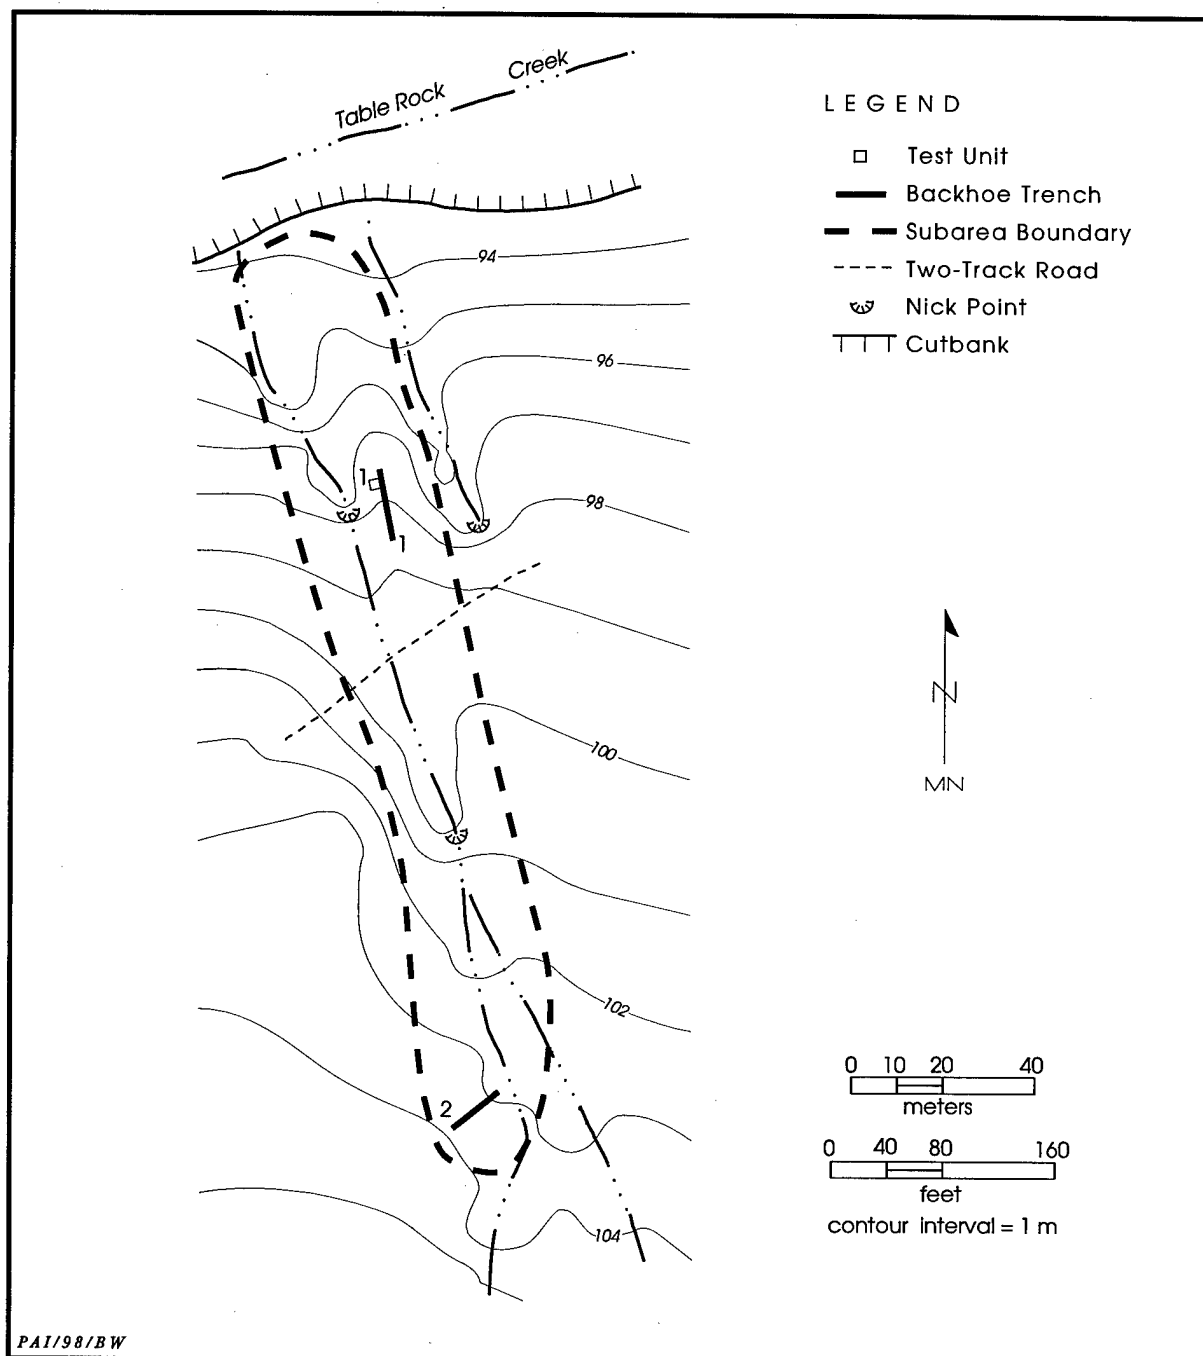 Table Rock Creek
LEGEND
Test Unit
Backhoe Trench
Subarea Boundary
Two-Track Road
Nick Point
Cutbank
94
96
1
98
1
100
102
2
104
N
MN
0 10 20 40
meters
0 40 80 160
feet
contour interval = 1 m
PAI/98/BW